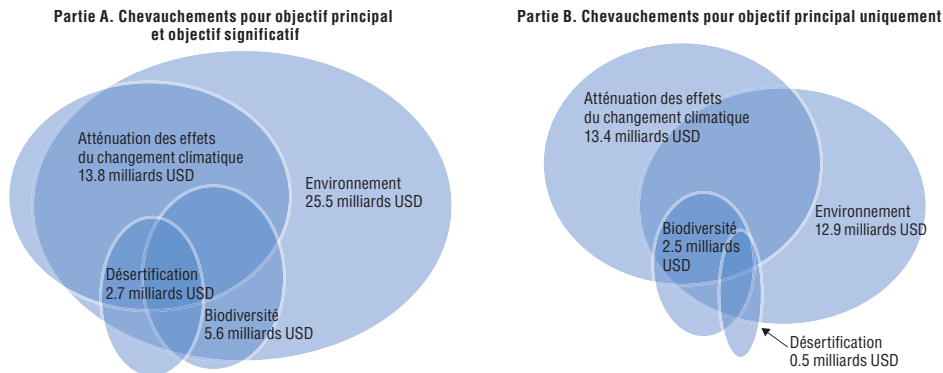 Partie A. Chevauchements pour objectif principal
et objectif significatif
Atténuation des effets
du changement climatique
13.8 milliards USD
Environnement
25.5 milliards USD
Désertification
2.7 milliards USD
Biodiversité
5.6 milliards USD
Partie B. Chevauchements pour objectif principal uniquement
Atténuation des effets
du changement climatique
13.4 milliards USD
Environnement
12.9 milliards USD
Biodiversité
2.5 milliards
USD
Désertification
0.5 milliards USD